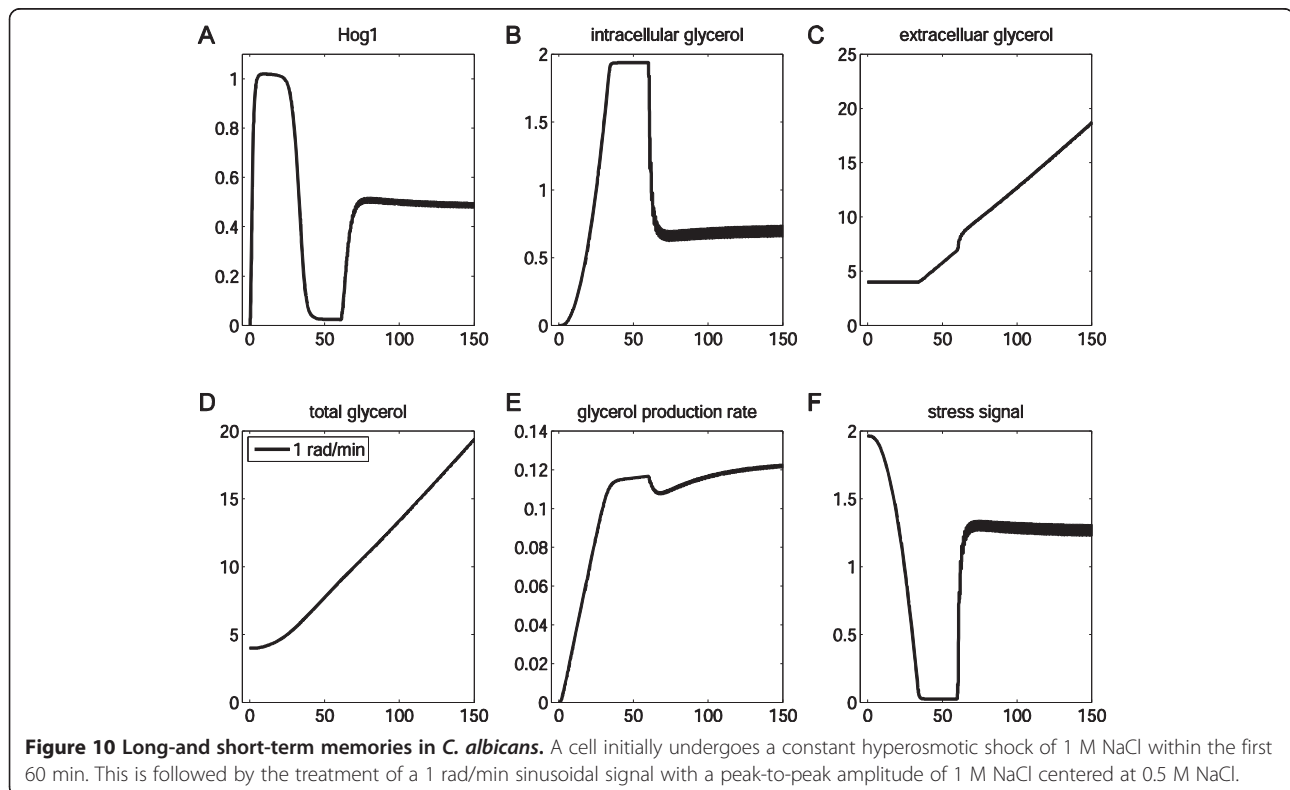 A Hog1
1
0.8
0.6
0.4
0.2
0
0 50 100 150
B intracellular glycerol
2
1.5
1
0.5
0
0 50 100 150
C extracelluar glycerol
25
20
15
10
5
0
0 50 100 150
D total glycerol
20
15
10
5
0
1 rad/min
0 50 100 150
E glycerol production rate
0.14
0.12
0.10
0.08
0.06
0.04
0.02
0
0 50 100 150
F stress signal
2
1.5
1
0.5
0
0 50 100 150
Figure 10 Long-and short-term memories in C. albicans. A cell initially undergoes a constant hyperosmotic shock of 1 M NaCl within the first
60 min. This is followed by the treatment of a 1 rad/min sinusoidal signal with a peak-to-peak amplitude of 1 M NaCl centered at 0.5 M NaCl.